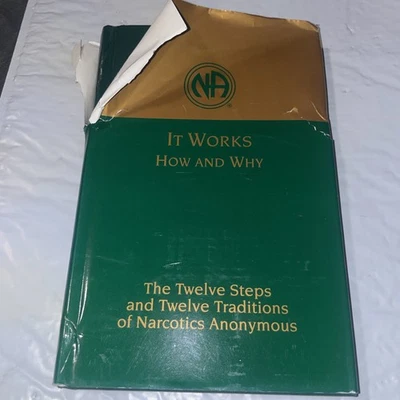 NA
IT WORKS
HOW AND WHY
The Twelve Steps
and Twelve Traditions
of Narcotics Anonymous